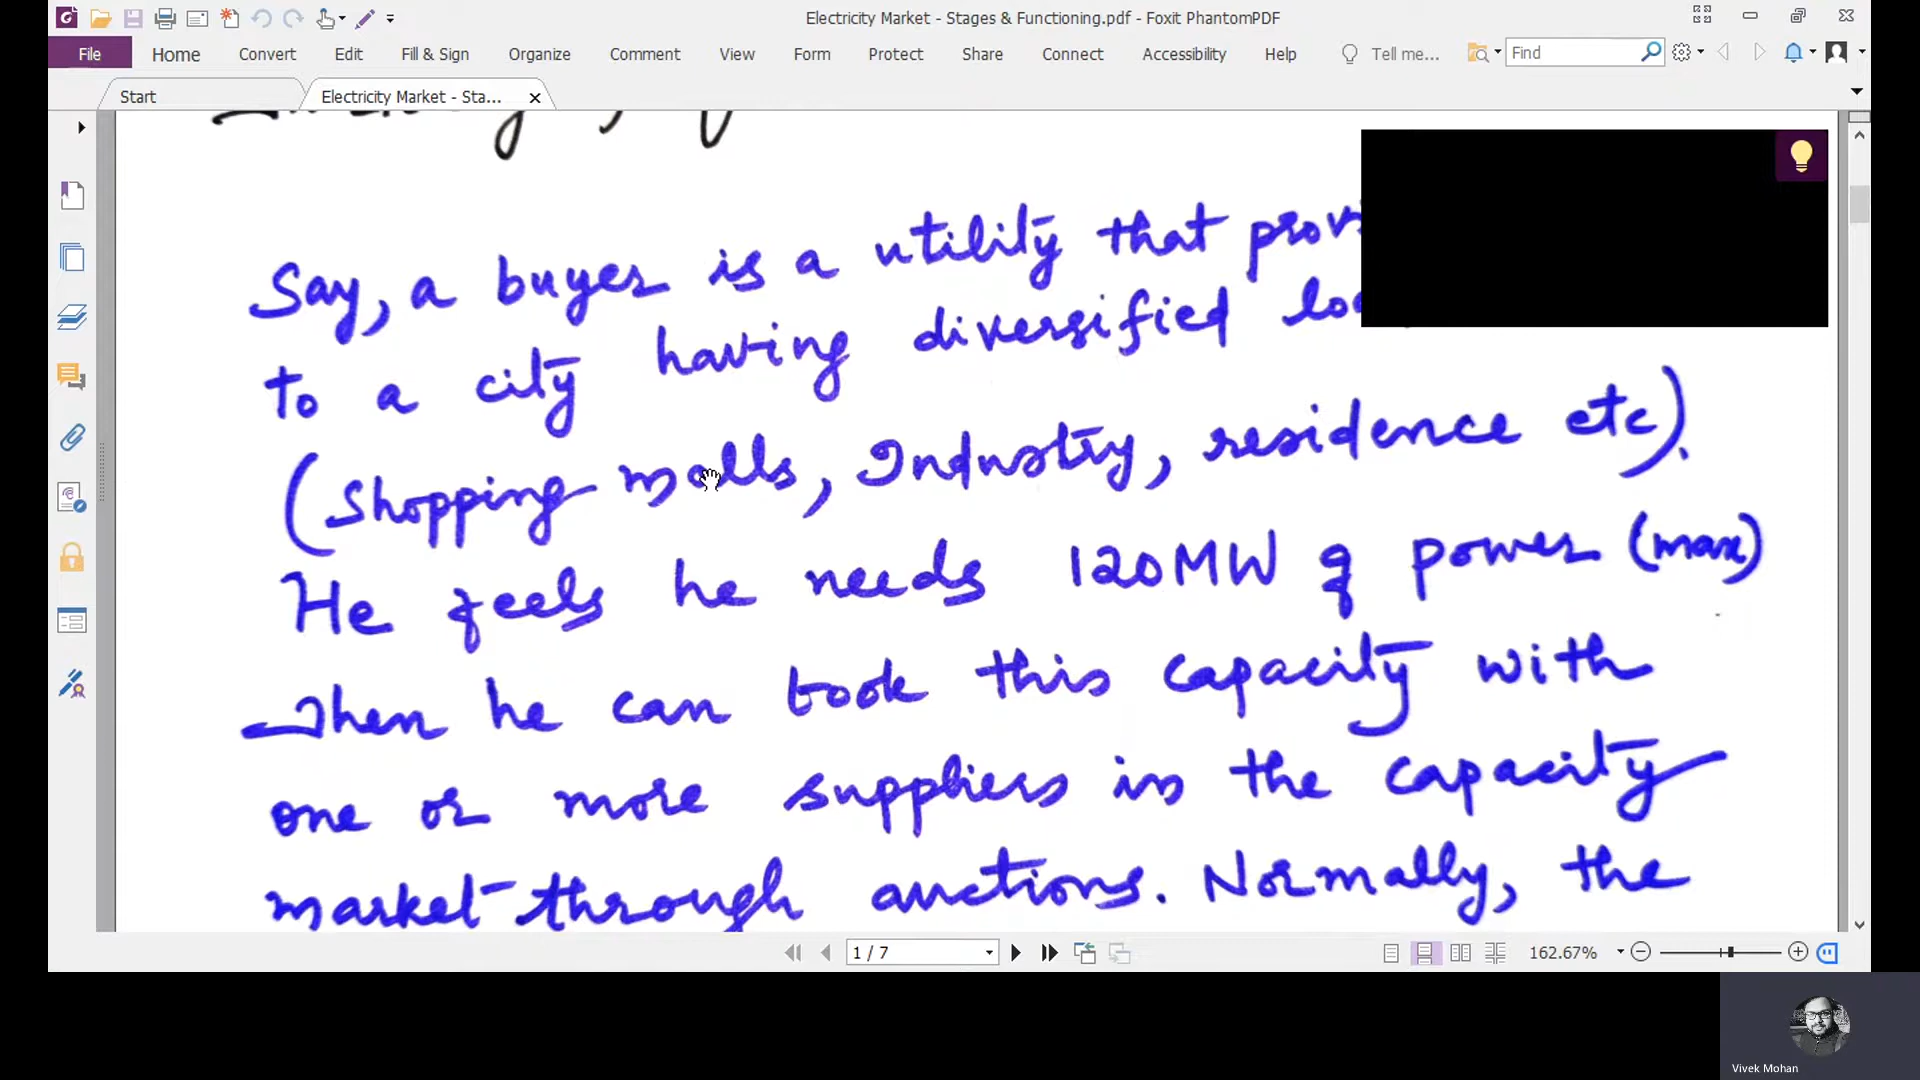 Electricity Market - Stages & Functioning.pdf - Foxit PhantomPDF
File Home Convert Edit Fill & Sign Organize Comment View Form Protect Share Connect Accessibility Help Tell me... Find
Start Electricity Market - Sta...
Say, a buyer is a utility that
to a city having diversified
(Shopping malls, Industry, residence etc).
He feels he needs 120MW of power (max)
Then he can book this capacity with
one or more suppliers in the capacity
market through auctions. Normally, the
1 / 7 162.67%
Vivek Mohan